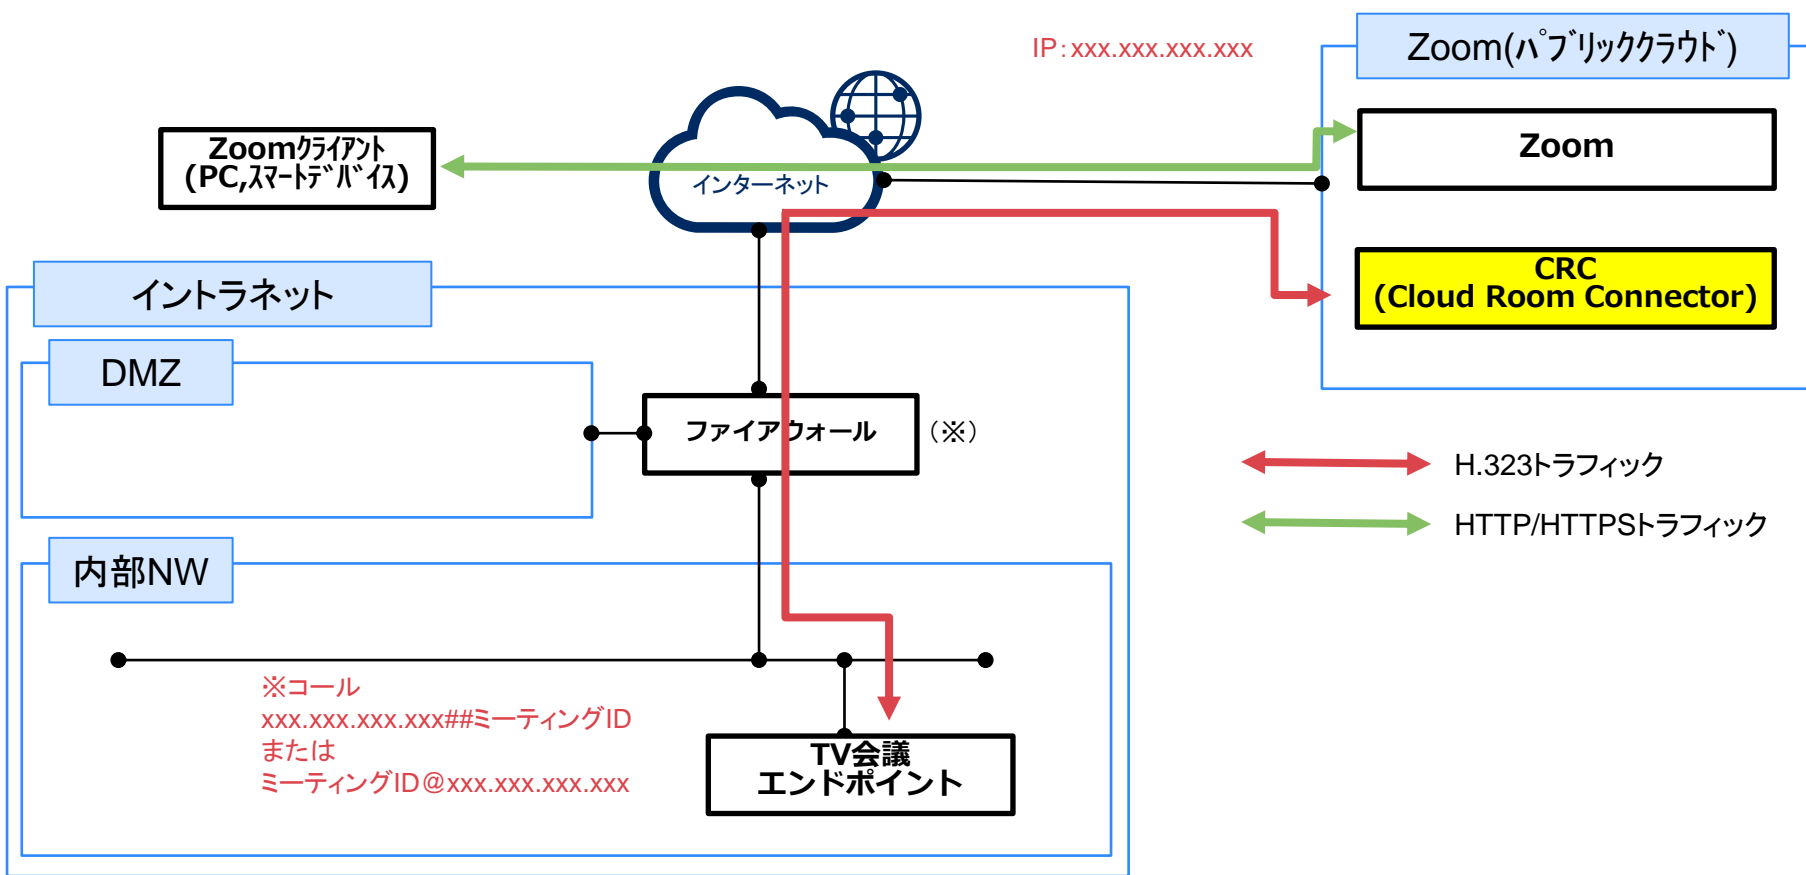 IP：xxx.xxx.xxx.xxx
Zoom(ﾊﾟﾌﾞﾘｯｸｸﾗｳﾄﾞ)
Zoomｸﾗｲｱﾝﾄ
(PC,ｽﾏｰﾄﾃﾞﾊﾞｲｽ)
インターネット
Zoom
CRC
(Cloud Room Connector)
イントラネット
DMZ
ファイアウォール
（※）
H.323トラフィック
HTTP/HTTPSトラフィック
内部NW
※コール
xxx.xxx.xxx.xxx##ミーティングID
または
ミーティングID＠xxx.xxx.xxx.xxx
TV会議
エンドポイント